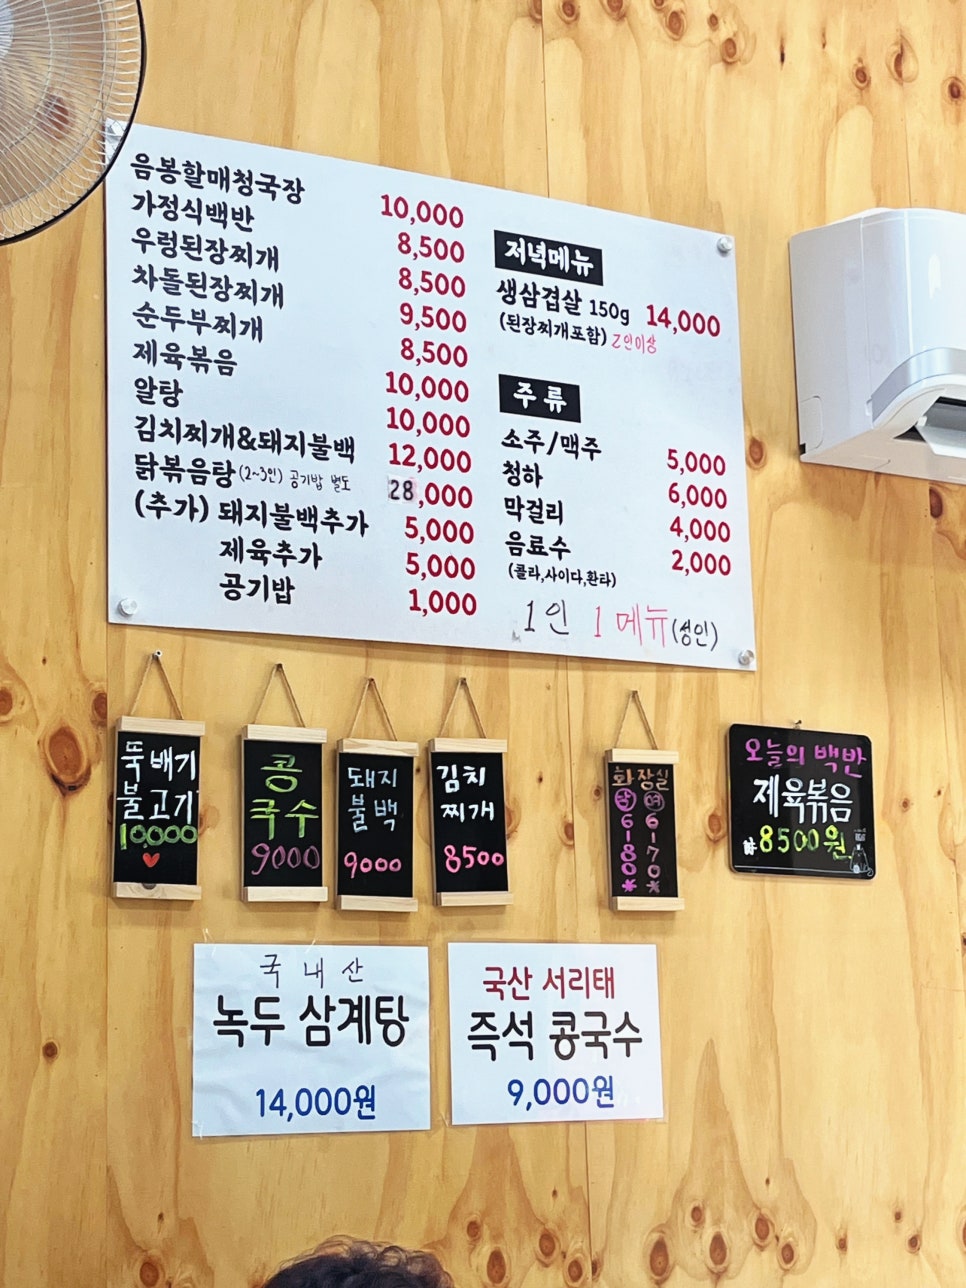 음봉할매청국장 10,000
가정식백반 8,500
우렁된장찌개 8,500
차돌된장찌개 9,500
순두부찌개 8,500
제육볶음 10,000
알탕 10,000
김치찌개&돼지불백 12,000
닭볶음탕(2~3인) 공기밥 별도 28,000
(추가) 돼지불백추가 5,000
제육추가 5,000
공기밥 1,000
저녁메뉴
생삼겹살 150g 14,000
(된장찌개포함) 2인이상
주류
소주/맥주 5,000
청하 6,000
막걸리 4,000
음료수 2,000
(콜라,사이다,환타)
1인 1메뉴(성인)
뚝배기
불고기
10,000
콩
국수
9000
돼지
불백
9000
김치
찌개
8500
화장실
남 여
6 6
1 1
8 7
0 0
* *
오늘의 백반
제육볶음
₩8500원
국내산
녹두 삼계탕
14,000원
국산 서리태
즉석 콩국수
9,000원